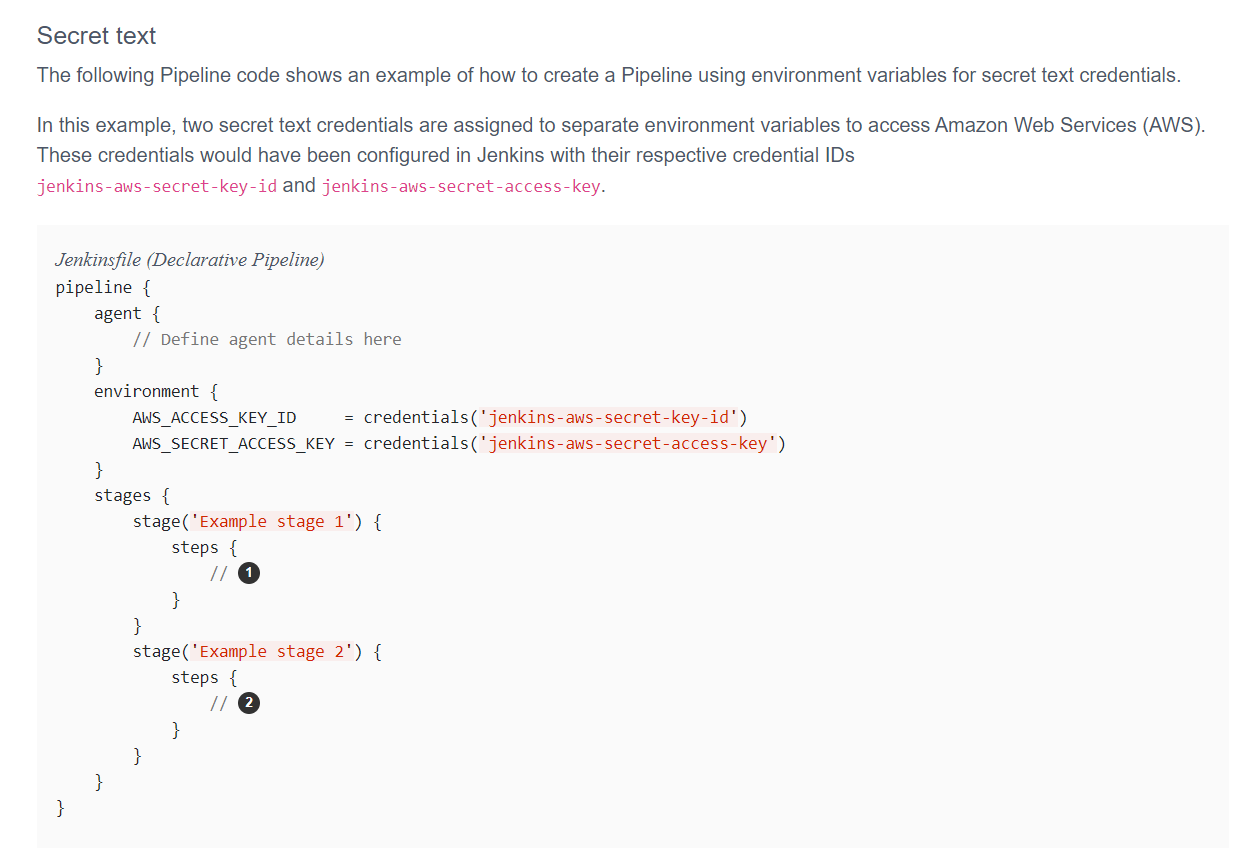 Secret text
The following Pipeline code shows an example of how to create a Pipeline using environment variables for secret text credentials.
In this example, two secret text credentials are assigned to separate environment variables to access Amazon Web Services (AWS).
These credentials would have been configured in Jenkins with their respective credential IDs
jenkins-aws-secret-key-id and jenkins-aws-secret-access-key.
Jenkinsfile (Declarative Pipeline)
pipeline {
    agent {
        // Define agent details here
    }
    environment {
        AWS_ACCESS_KEY_ID     = credentials('jenkins-aws-secret-key-id')
        AWS_SECRET_ACCESS_KEY = credentials('jenkins-aws-secret-access-key')
    }
    stages {
        stage('Example stage 1') {
            steps {
                // 1
            }
        }
        stage('Example stage 2') {
            steps {
                // 2
            }
        }
    }
}